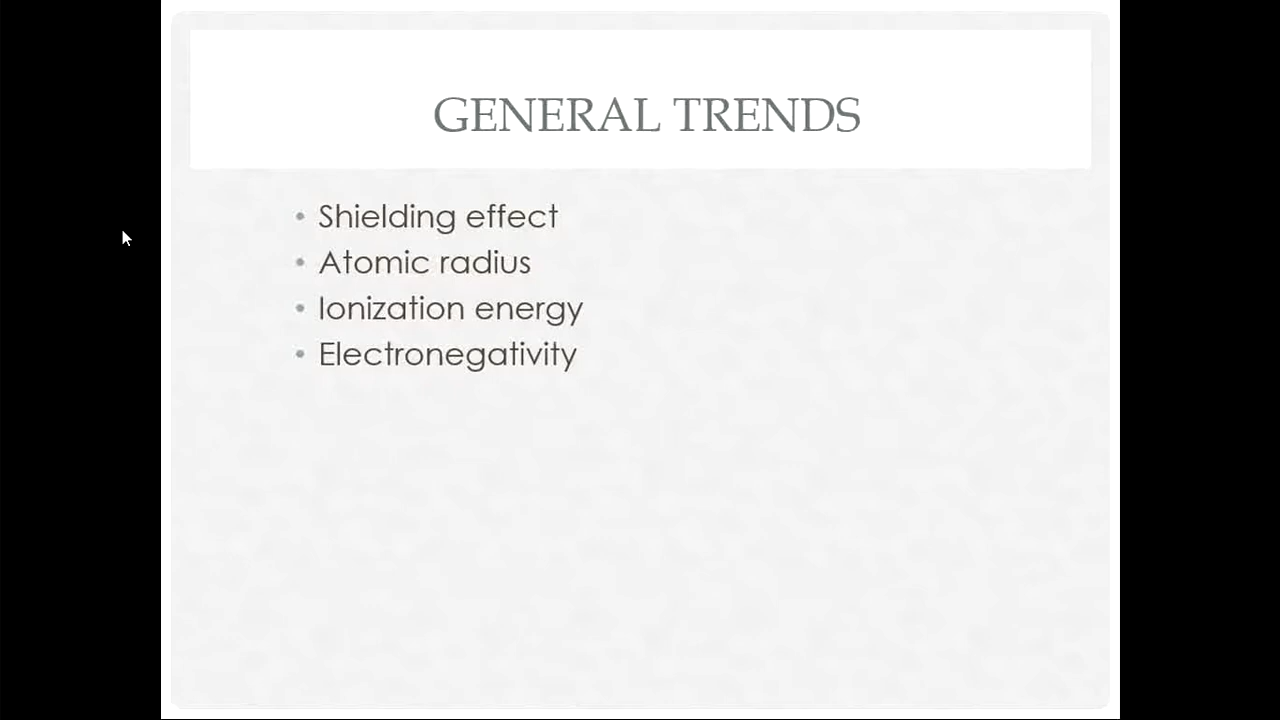 GENERAL TRENDS
• Shielding effect
• Atomic radius
• Ionization energy
• Electronegativity